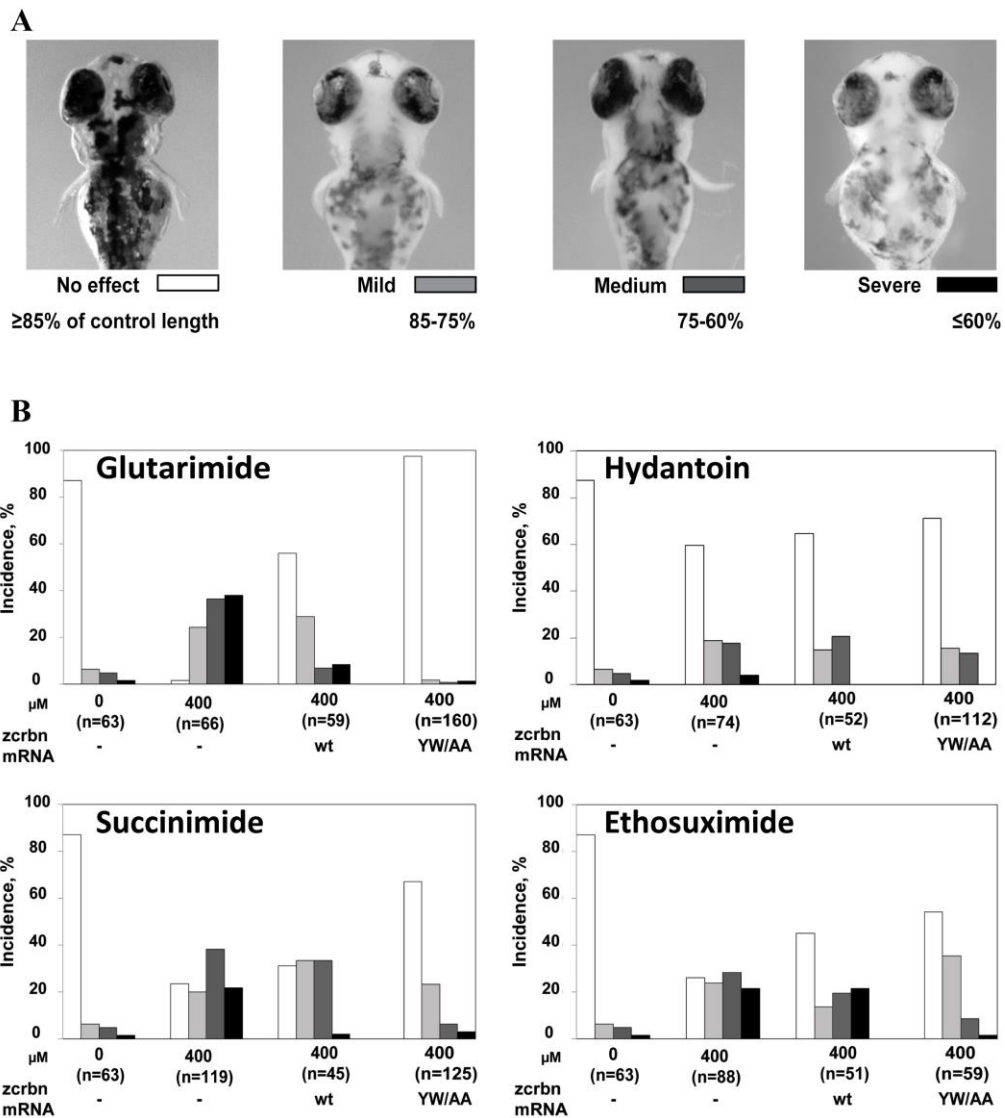 A
No effect
Mild
Medium
Severe
≥85% of control length
85-75%
75-60%
≤60%
B
Glutarimide
Incidence, %
100
80
60
40
20
0
µM 0 400 400 400
(n=63) (n=66) (n=59) (n=160)
zcrbn
mRNA - - wt YW/AA
Hydantoin
Incidence, %
100
80
60
40
20
0
µM 0 400 400 400
(n=63) (n=74) (n=52) (n=112)
zcrbn
mRNA - - wt YW/AA
Succinimide
Incidence, %
100
80
60
40
20
0
µM 0 400 400 400
(n=63) (n=119) (n=45) (n=125)
zcrbn
mRNA - - wt YW/AA
Ethosuximide
Incidence, %
100
80
60
40
20
0
µM 0 400 400 400
(n=63) (n=88) (n=51) (n=59)
zcrbn
mRNA - - wt YW/AA